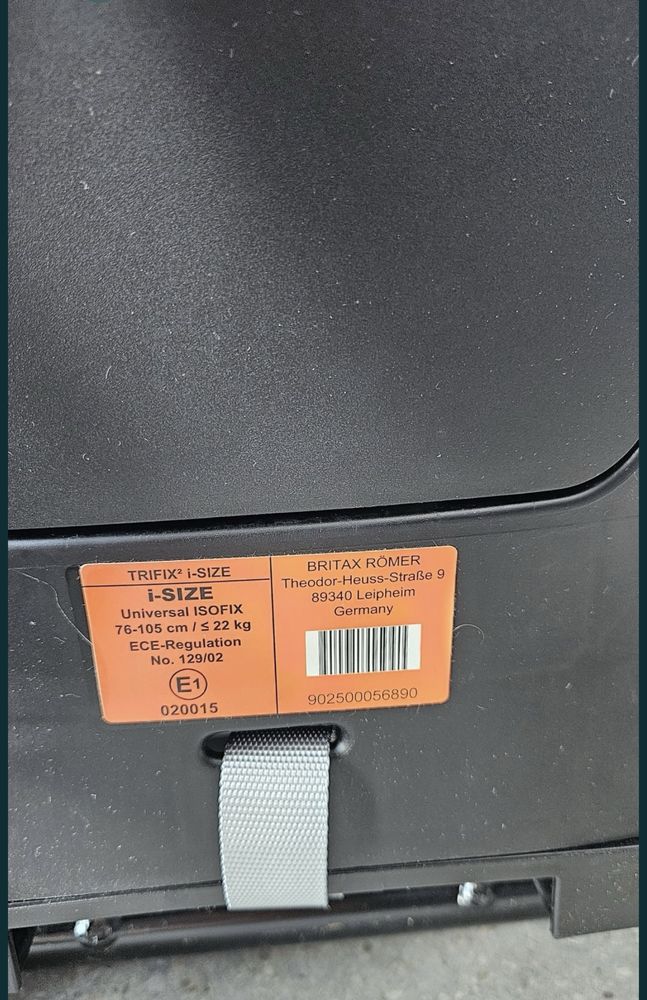 TRIFIX² i-SIZE
i-SIZE
Universal ISOFIX
76-105 cm / ≤ 22 kg
ECE-Regulation
No. 129/02
E1
020015
BRITAX RÖMER
Theodor-Heuss-Straße 9
89340 Leipheim
Germany
902500056890